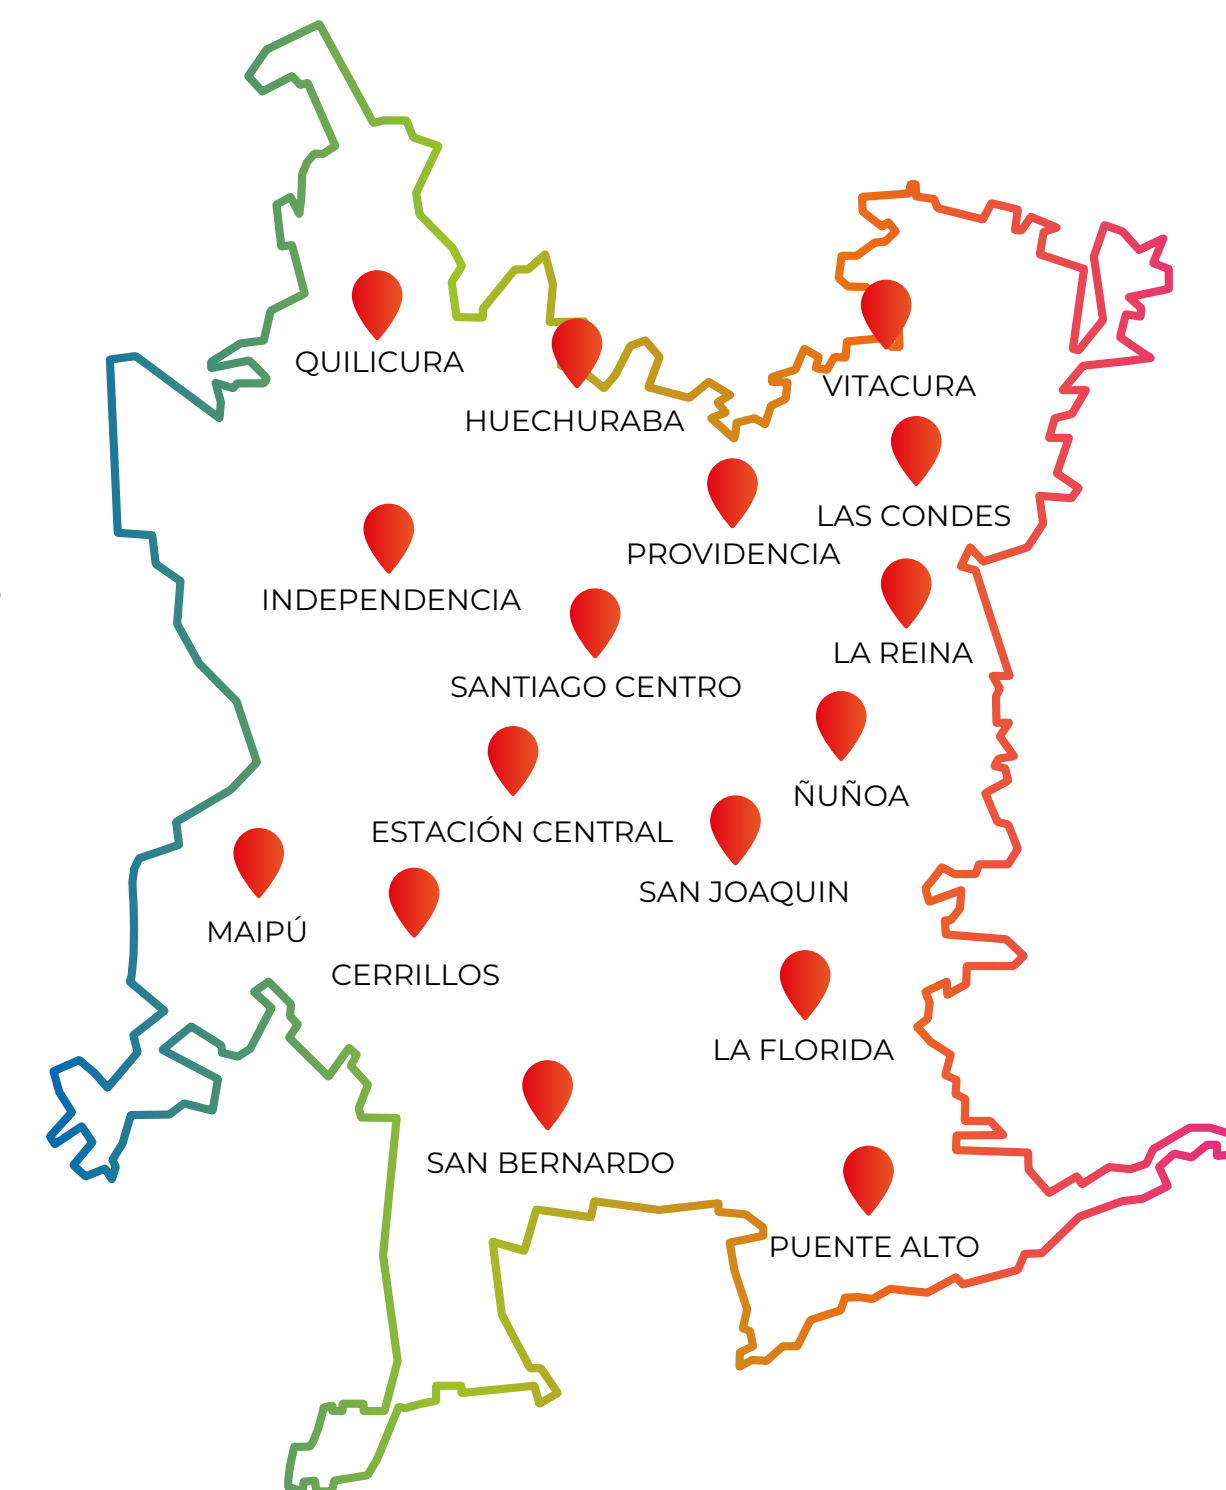 QUILICURA
VITACURA
HUECHURABA
LAS CONDES
PROVIDENCIA
INDEPENDENCIA
LA REINA
SANTIAGO CENTRO
ÑUÑOA
ESTACIÓN CENTRAL
SAN JOAQUIN
MAIPÚ
CERRILLOS
LA FLORIDA
SAN BERNARDO
PUENTE ALTO